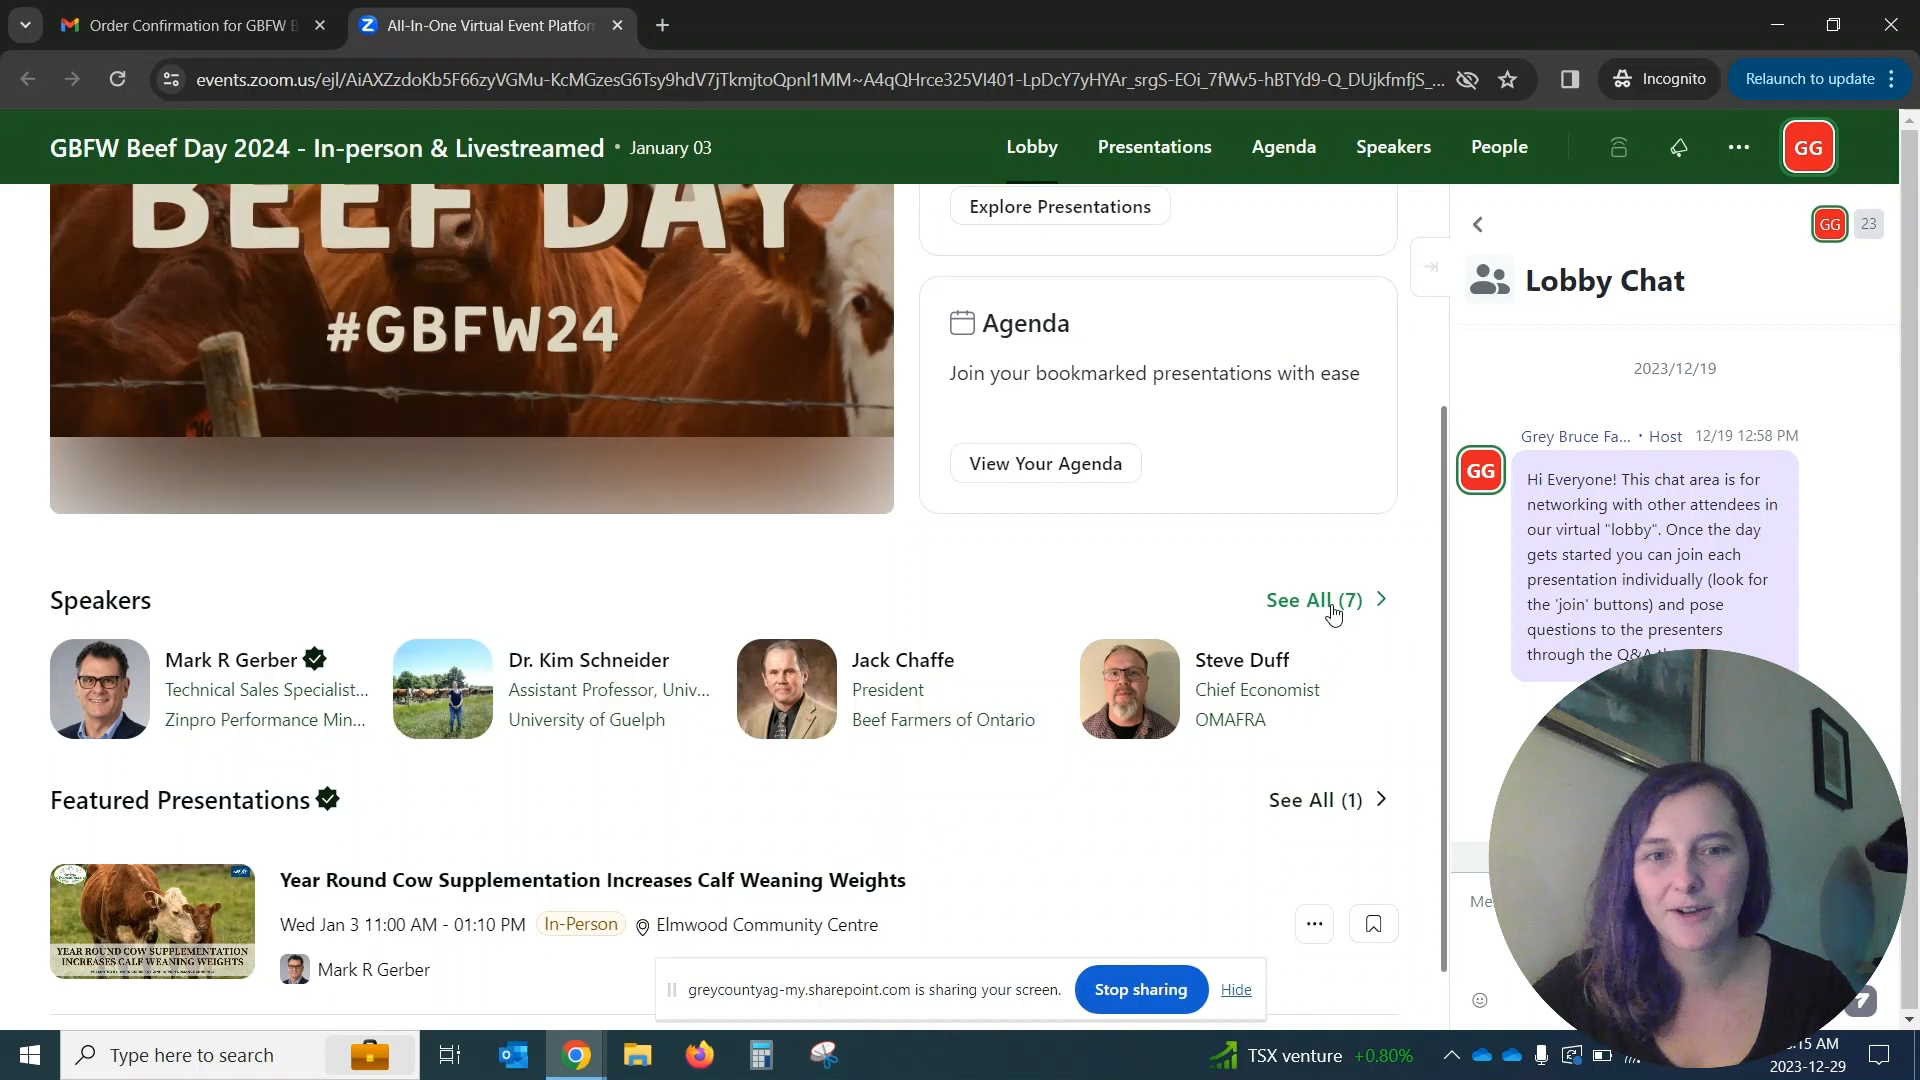 Order Confirmation for GBFW B
All-In-One Virtual Event Platfor
events.zoom.us/ejl/AiAXZzdoKb5F66zyVGMu-KcMGzesG6Tsy9hdV7jTkmjtoQpnl1MM~A4qQHrce325VI401-LpDcY7yHYAr_srgS-EOi_7fWv5-hBTYd9-Q_DUjkfmfjS_...
Incognito
Relaunch to update
GBFW Beef Day 2024 - In-person & Livestreamed • January 03
Lobby
Presentations
Agenda
Speakers
People
GG
BEEF DAY
#GBFW24
Explore Presentations
Agenda
Join your bookmarked presentations with ease
View Your Agenda
GG
23
Lobby Chat
2023/12/19
Grey Bruce Fa... • Host 12/19 12:58 PM
GG
Hi Everyone! This chat area is for
networking with other attendees in
our virtual "lobby". Once the day
gets started you can join each
presentation individually (look for
the 'join' buttons) and pose
questions to the presenters
through the Q&A
Speakers
See All (7)
Mark R Gerber
Technical Sales Specialist...
Zinpro Performance Min...
Dr. Kim Schneider
Assistant Professor, Univ...
University of Guelph
Jack Chaffe
President
Beef Farmers of Ontario
Steve Duff
Chief Economist
OMAFRA
Featured Presentations
See All (1)
YEAR ROUND COW SUPPLEMENTATION
INCREASES CALF WEANING WEIGHTS
Year Round Cow Supplementation Increases Calf Weaning Weights
Wed Jan 3 11:00 AM - 01:10 PM
In-Person
Elmwood Community Centre
Mark R Gerber
Me
greycountyag-my.sharepoint.com is sharing your screen.
Stop sharing
Hide
Type here to search
TSX venture +0.80%
:15 AM
2023-12-29